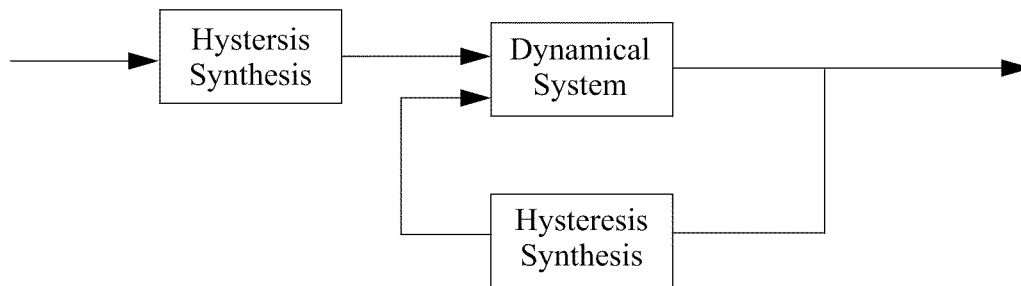 Hystersis
Synthesis
Dynamical
System
Hysteresis
Synthesis